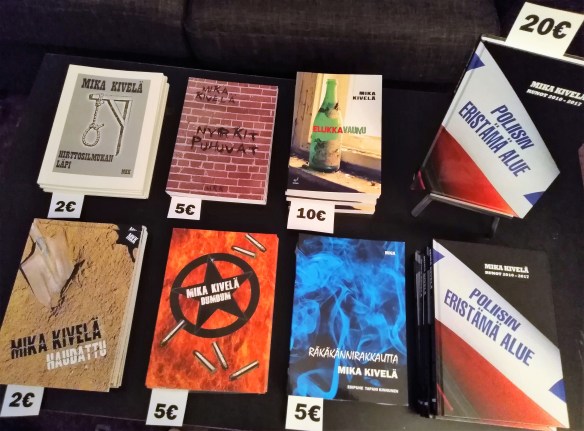 MIKA KIVELÄ
HIRTTOSILMUKAN
LÄPI
2€
MIKA
KIVELÄ
NYRKIT
PUHUVAT
5€
MIKA
KIVELÄ
10€
20€
MIKA KIVELÄ
RUNOT 2010-2017
POLIISIN
ERISTÄMÄ ALUE
MIKA KIVELÄ
HAUDATTU
2€
MIKA KIVELÄ
DUMDUM
5€
RÄKÄKÄNNIRAKKAUTTA
MIKA KIVELÄ
5€
MIKA KIVELÄ
RUNOT 2010-2017
POLIISIN
ERISTÄMÄ ALUE